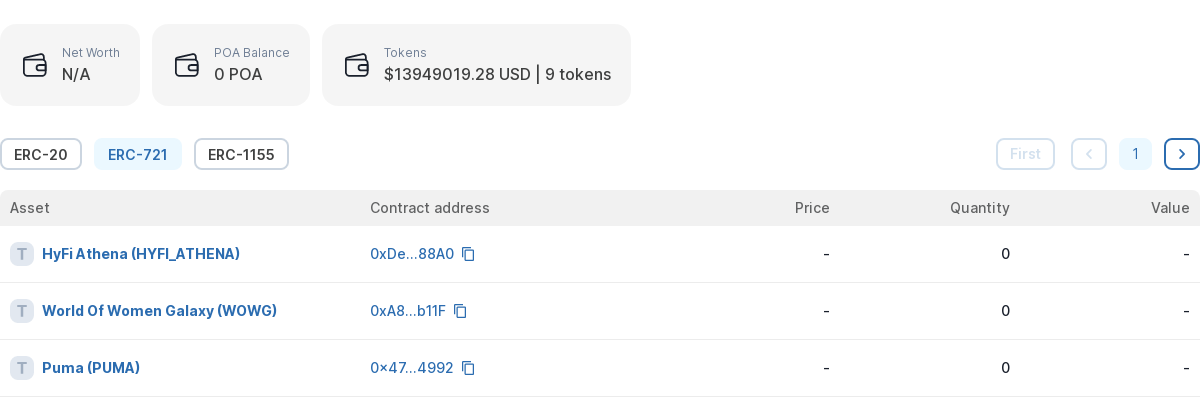 Net Worth
N/A
POA Balance
0 POA
Tokens
$13949019.28 USD | 9 tokens
ERC-20 ERC-721 ERC-1155 First 1
Asset Contract address Price Quantity Value
T HyFi Athena (HYFI_ATHENA) 0xDe...88A0 - 0 -
T World Of Women Galaxy (WOWG) 0xA8...b11F - 0 -
T Puma (PUMA) 0x47...4992 - 0 -